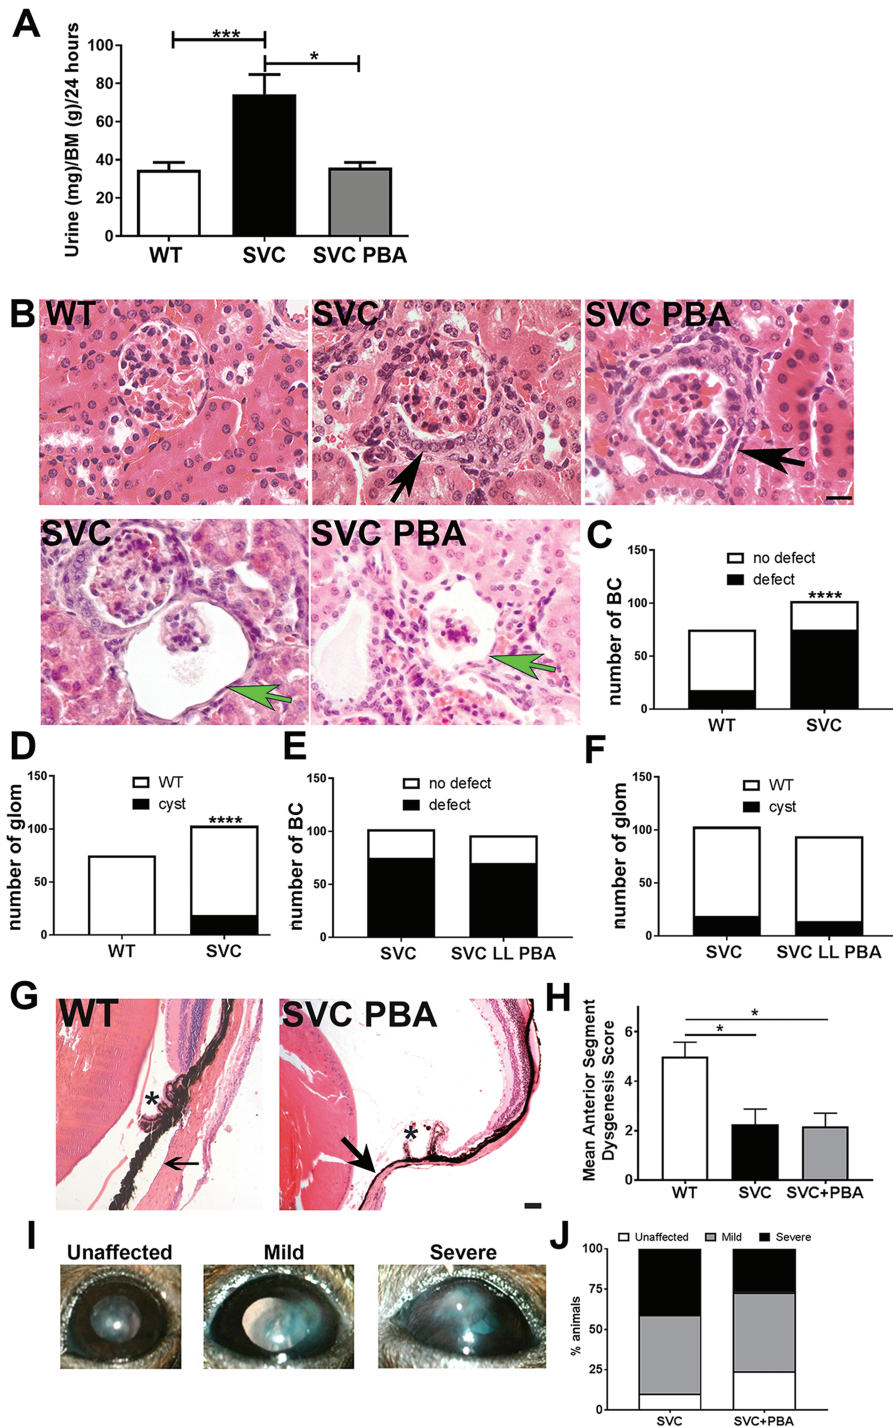 A
Urine (mg)/BM (g)/24 hours
100
80
60
40
20
0
***
*
WT
SVC
SVC PBA
B
WT
SVC
SVC PBA
SVC
SVC PBA
C
number of BC
150
100
50
0
no defect
defect
****
WT
SVC
D
number of glom
150
100
50
0
WT
cyst
****
WT
SVC
E
number of BC
150
100
50
0
no defect
defect
SVC
SVC LL PBA
F
number of glom
150
100
50
0
WT
cyst
SVC
SVC LL PBA
G
WT
*
SVC PBA
*
H
Mean Anterior Segment
Dysgenesis Score
6
4
2
0
*
*
WT
SVC
SVC+PBA
I
Unaffected
Mild
Severe
J
Unaffected
Mild
Severe
% animals
100
75
50
25
0
SVC
SVC+PBA